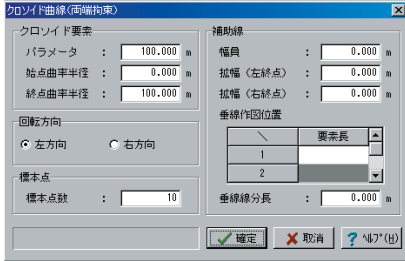 クロソイド曲線(両端拘束)
クロソイド要素
パラメータ : 100.000 m
始点曲率半径 : 0.000 m
終点曲率半径 : 100.000 m
回転方向
左方向 右方向
標本点
標本点数 : 10
補助線
幅員 : 0.000 m
拡幅(左終点) : 0.000 m
拡幅(右終点) : 0.000 m
垂線作図位置
\ 要素長
1
2
垂線線分長 : 0.000 m
確定 取消 ? ﾍﾙﾌﾟ(H)